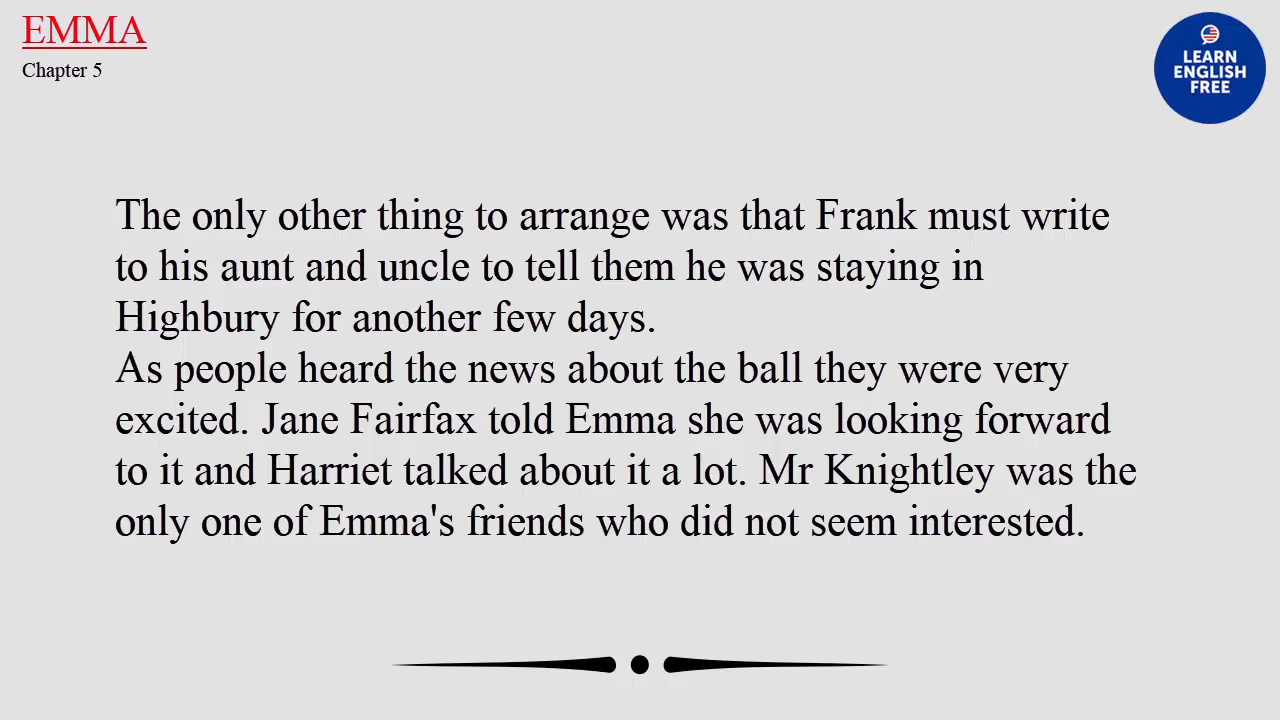 EMMA
Chapter 5
LEARN
ENGLISH
FREE
The only other thing to arrange was that Frank must write
to his aunt and uncle to tell them he was staying in
Highbury for another few days.
As people heard the news about the ball they were very
excited. Jane Fairfax told Emma she was looking forward
to it and Harriet talked about it a lot. Mr Knightley was the
only one of Emma's friends who did not seem interested.